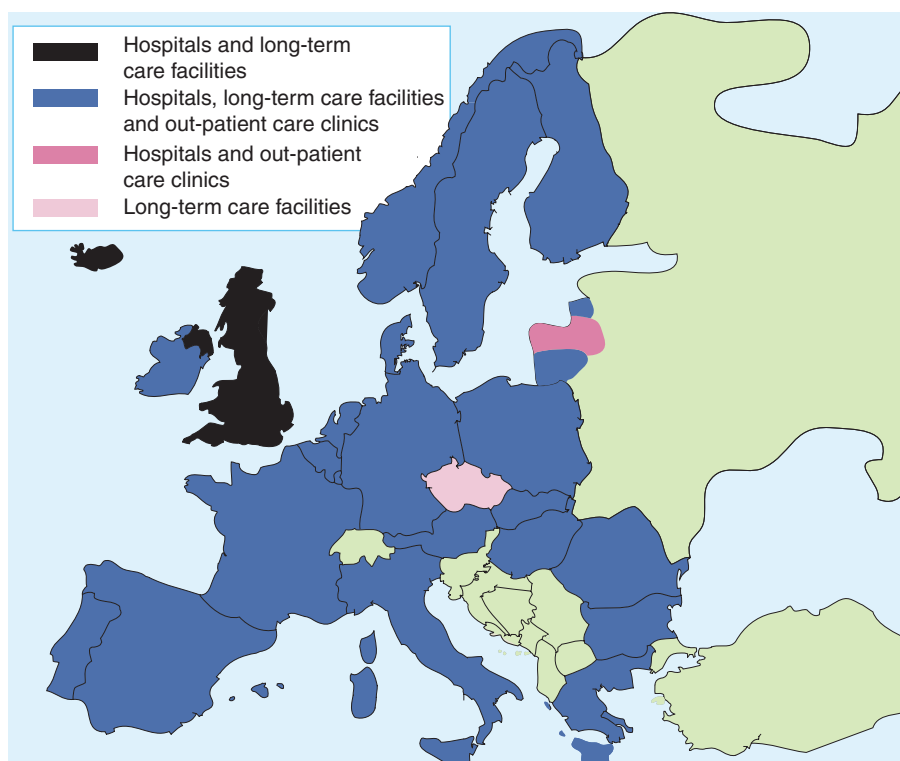 Hospitals and long-term
care facilities
Hospitals, long-term care facilities
and out-patient care clinics
Hospitals and out-patient
care clinics
Long-term care facilities